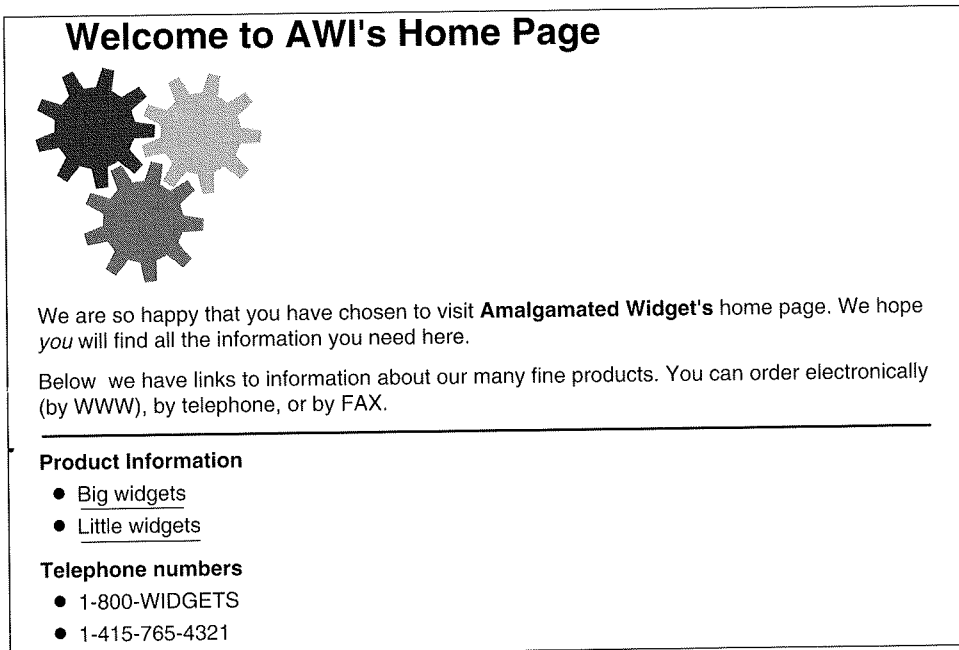 Welcome to AWI's Home Page
We are so happy that you have chosen to visit Amalgamated Widget's home page. We hope
you will find all the information you need here.
Below we have links to information about our many fine products. You can order electronically
(by WWW), by telephone, or by FAX.
Product Information
● Big widgets
● Little widgets
Telephone numbers
● 1-800-WIDGETS
● 1-415-765-4321